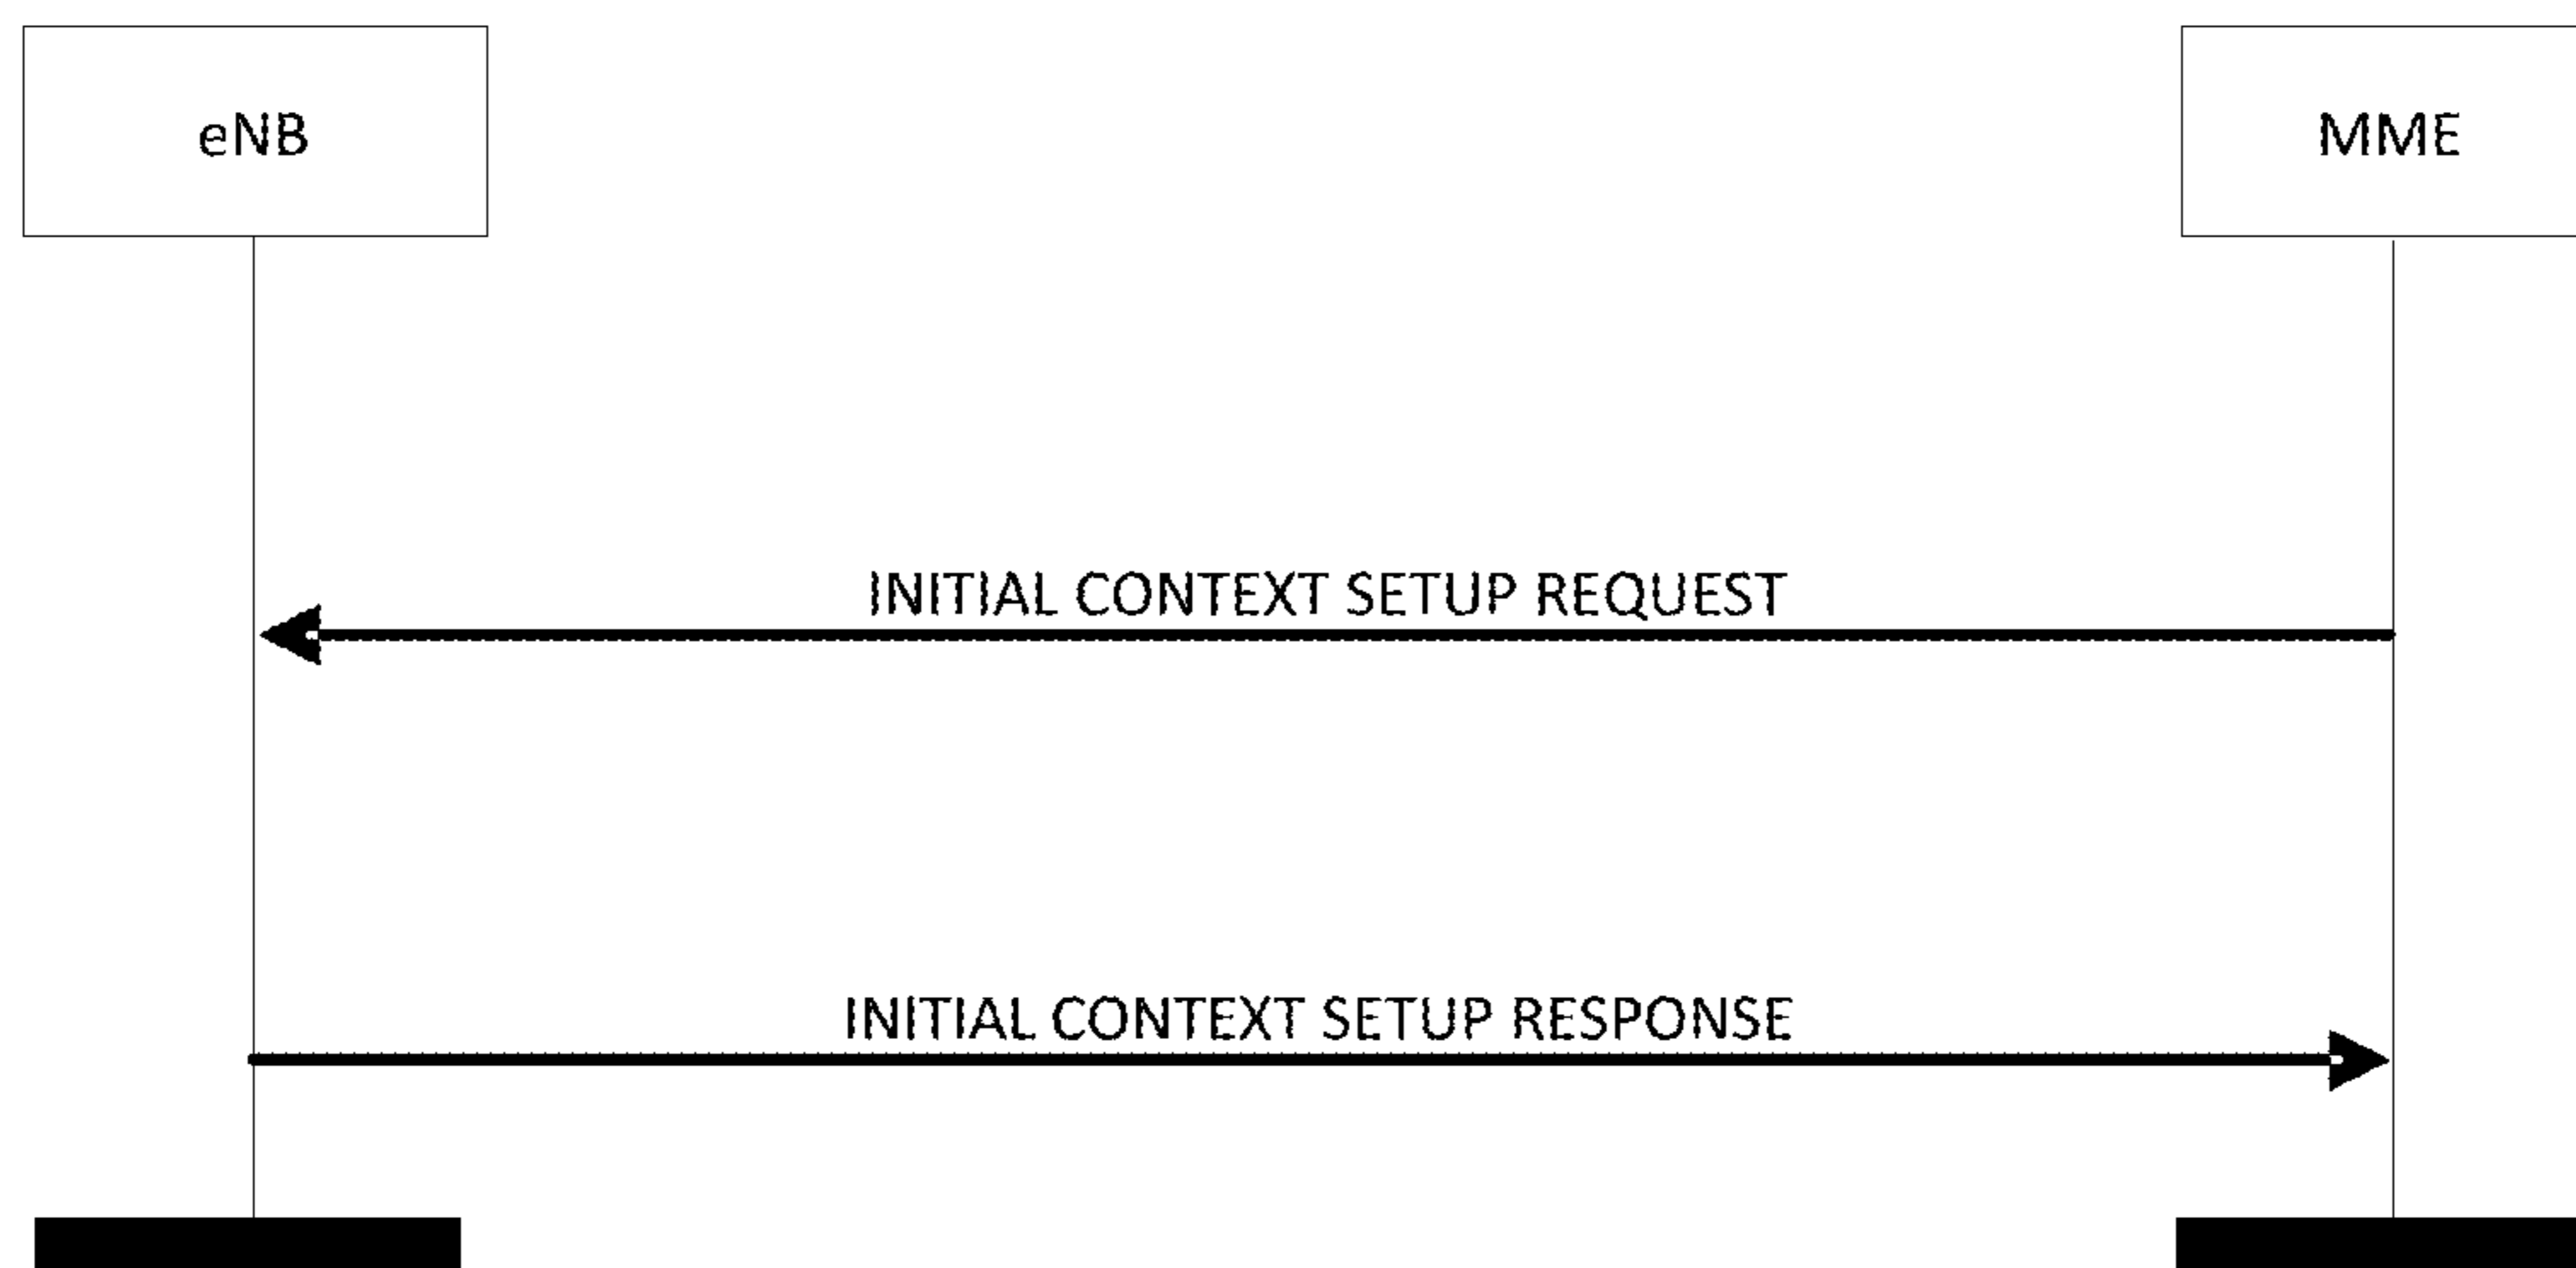 eNB
MME
INITIAL CONTEXT SETUP REQUEST
INITIAL CONTEXT SETUP RESPONSE